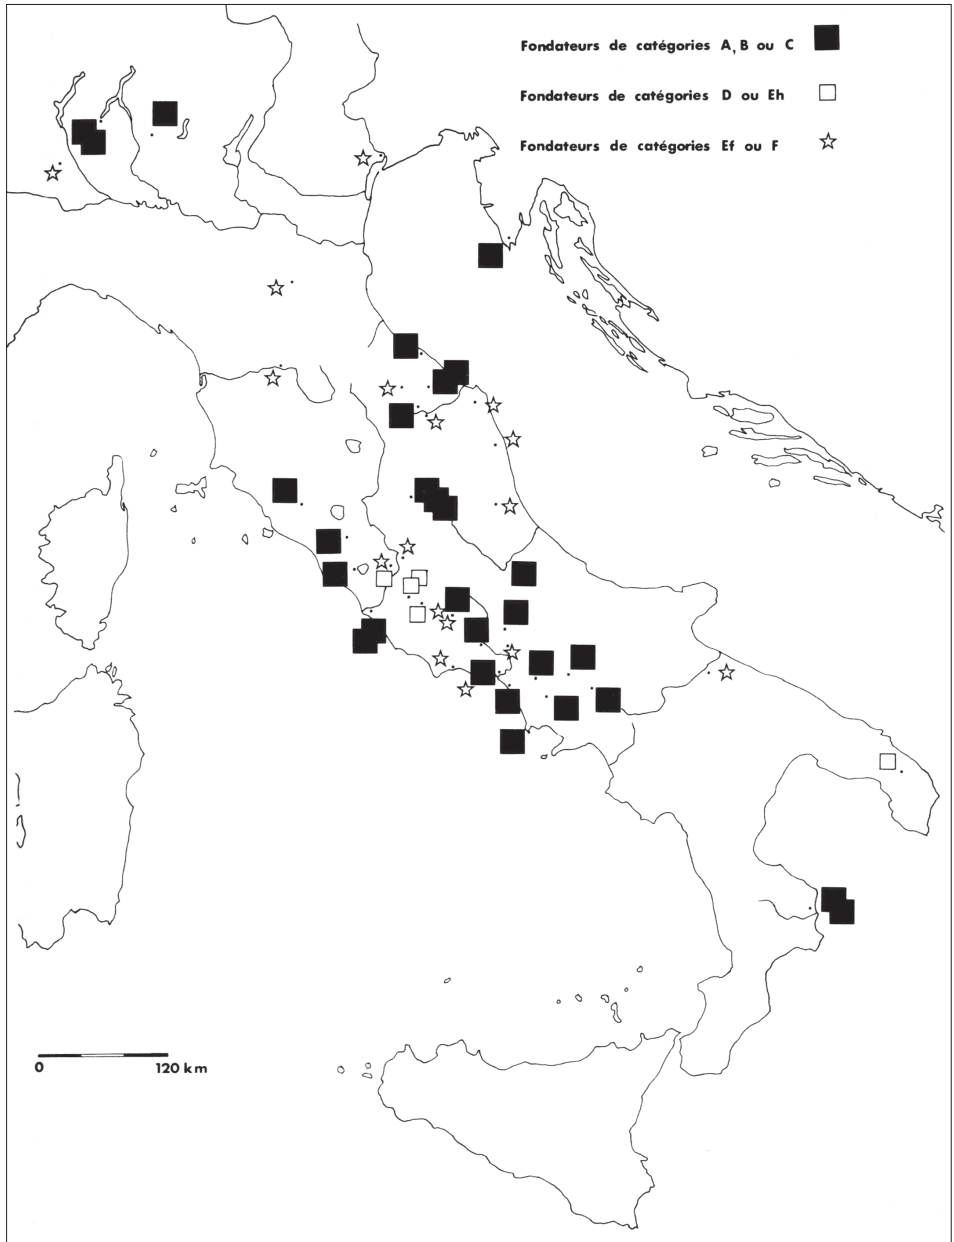 Fondateurs de catégories A, B ou C
Fondateurs de catégories D ou Eh
Fondateurs de catégories Ef ou F
0 120 km